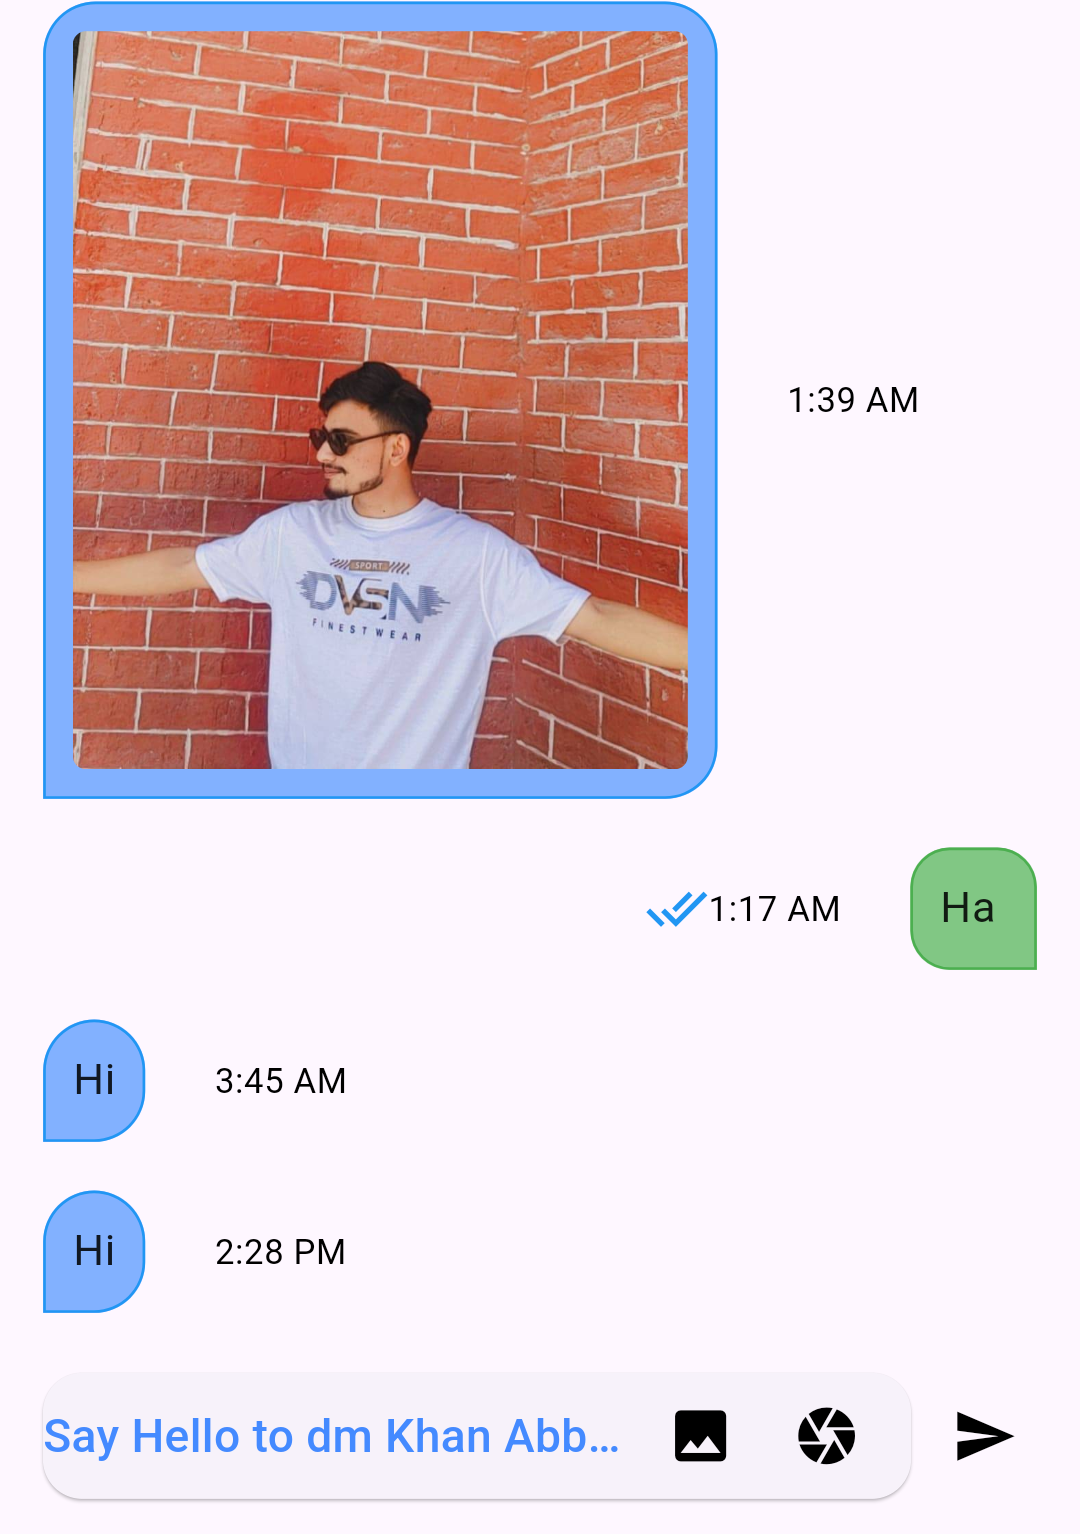 SPORT
DVSN
FINEST WEAR
1:39 AM
1:17 AM
Ha
Hi
3:45 AM
Hi
2:28 PM
Say Hello to dm Khan Abb...